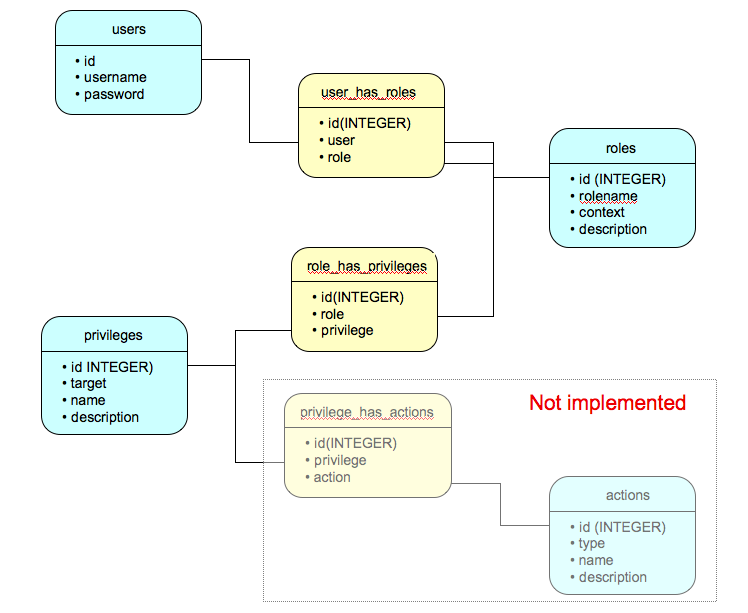 users
• id
• username
• password
user_has_roles
• id(INTEGER)
• user
• role
roles
• id (INTEGER)
• rolename
• context
• description
role_has_privileges
• id(INTEGER)
• role
• privilege
privileges
• id INTEGER)
• target
• name
• description
Not implemented
privilege_has_actions
• id(INTEGER)
• privilege
• action
actions
• id (INTEGER)
• type
• name
• description